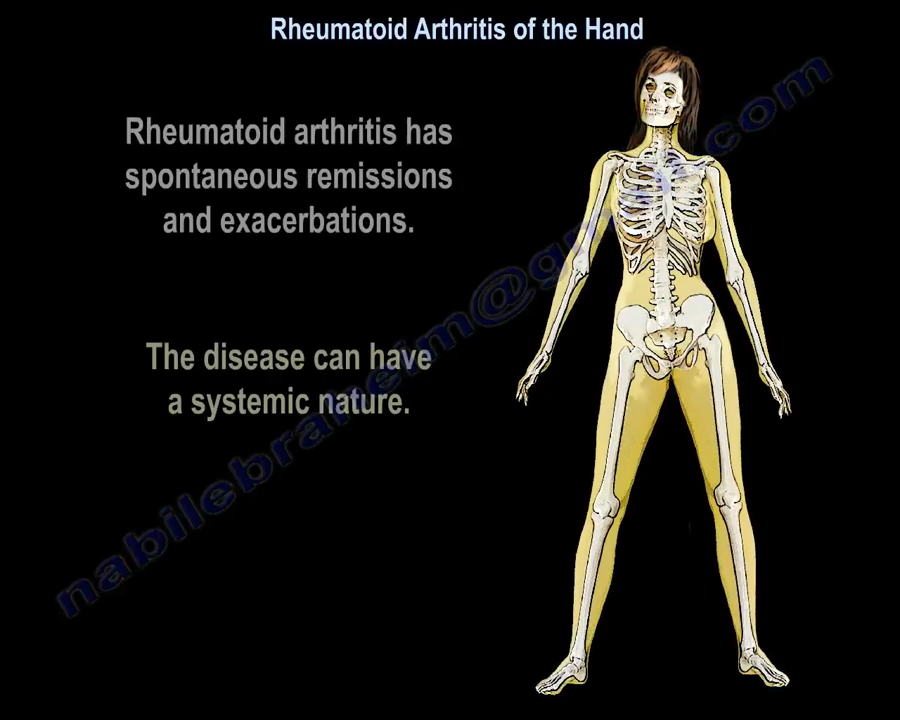 Rheumatoid Arthritis of the Hand
Rheumatoid arthritis has
spontaneous remissions
and exacerbations.
The disease can have
a systemic nature.
nabilebraheim@gmail.com